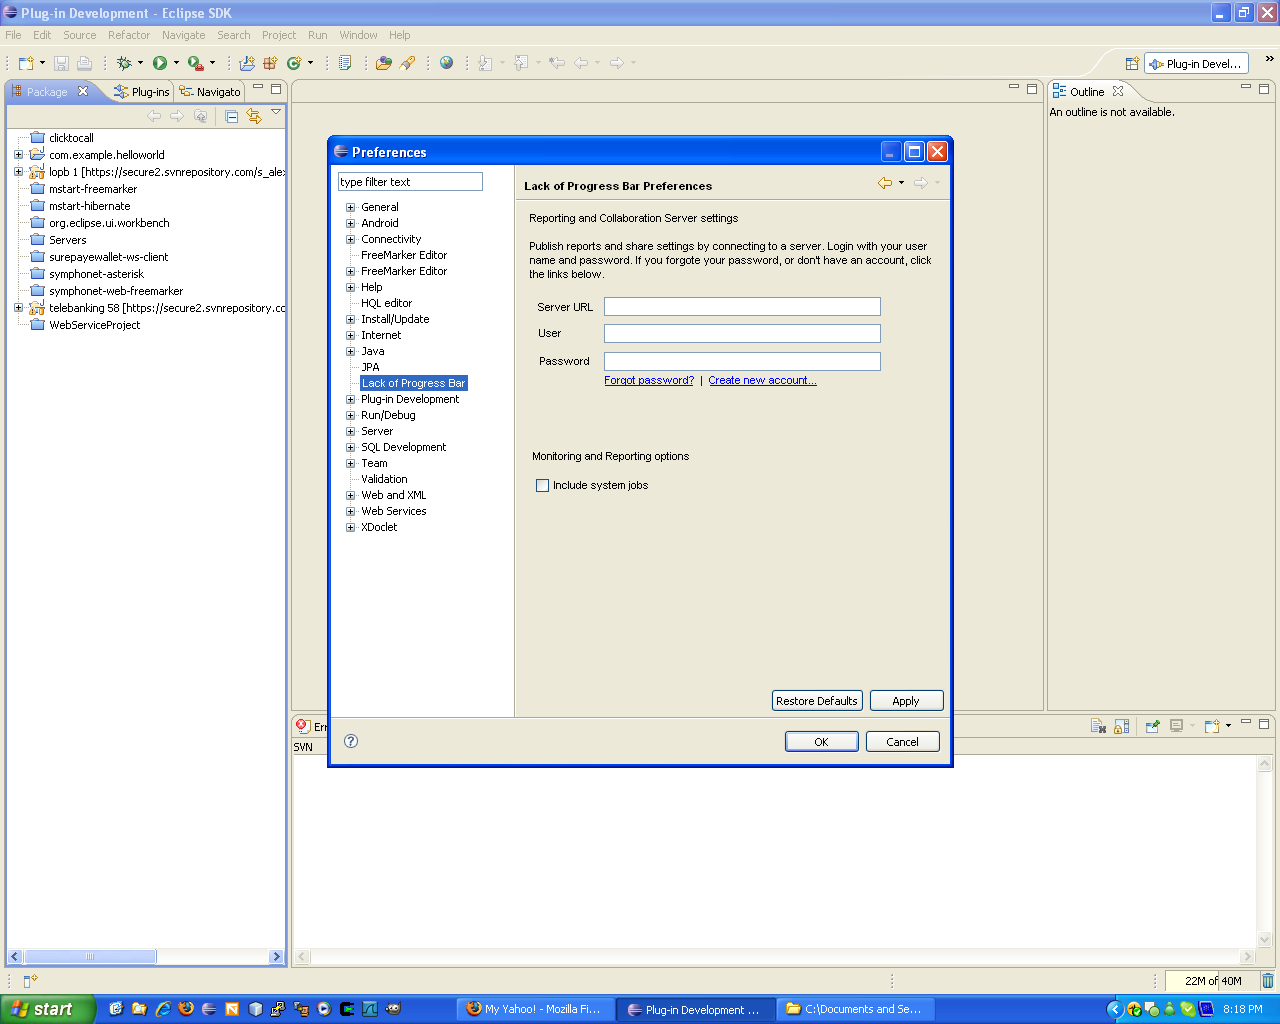 Plug-in Development - Eclipse SDK
File Edit Source Refactor Navigate Search Project Run Window Help
Plug-in Devel...
Package
Plug-ins
Navigato
clicktocall
com.example.helloworld
lopb 1 [https://secure2.svnrepository.com/s_ale
mstart-freemarker
mstart-hibernate
org.eclipse.ui.workbench
Servers
surepayewallet-ws-client
symphonet-asterisk
symphonet-web-freemarker
telebanking 58 [https://secure2.svnrepository.co
WebServiceProject
Outline
An outline is not available.
Preferences
type filter text
General
Android
Connectivity
FreeMarker Editor
FreeMarker Editor
Help
HQL editor
Install/Update
Internet
Java
JPA
Lack of Progress Bar
Plug-in Development
Run/Debug
Server
SQL Development
Team
Validation
Web and XML
Web Services
XDoclet
Lack of Progress Bar Preferences
Reporting and Collaboration Server settings
Publish reports and share settings by connecting to a server. Login with your user
name and password. If you forgote your password, or don't have an account, click
the links below.
Server URL
User
Password
Forgot password? | Create new account...
Monitoring and Reporting options
Include system jobs
Restore Defaults
Apply
OK
Cancel
Err
SVN
22M of 40M
start
My Yahoo! - Mozilla Fi...
Plug-in Development ...
C:\Documents and Se...
8:18 PM